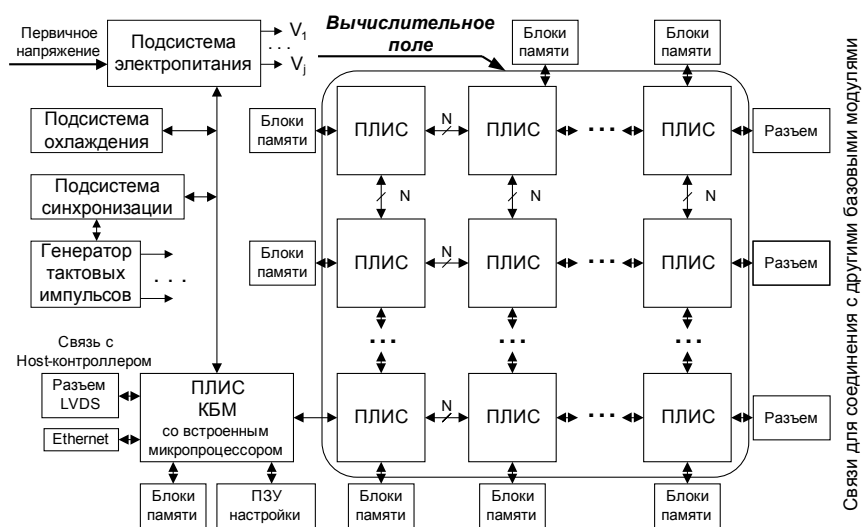 Первичное
напряжение
Подсистема
электропитания
V1
. . .
Vj
Вычислительное
поле
Блоки
памяти
Блоки
памяти
Подсистема
охлаждения
Блоки
памяти
ПЛИС
N
ПЛИС
...
ПЛИС
Разъем
N
N
N
Подсистема
синхронизации
Генератор
тактовых
импульсов
. . .
Блоки
памяти
ПЛИС
N
ПЛИС
...
ПЛИС
Разъем
...
...
...
Связь с
Host-контроллером
Разъем
LVDS
Ethernet
ПЛИС
КБМ
со встроенным
микропроцессором
ПЛИС
N
ПЛИС
...
ПЛИС
Разъем
Блоки
памяти
ПЗУ
настройки
Блоки
памяти
Блоки
памяти
Блоки
памяти
Связи для соединения с другими базовыми модулями